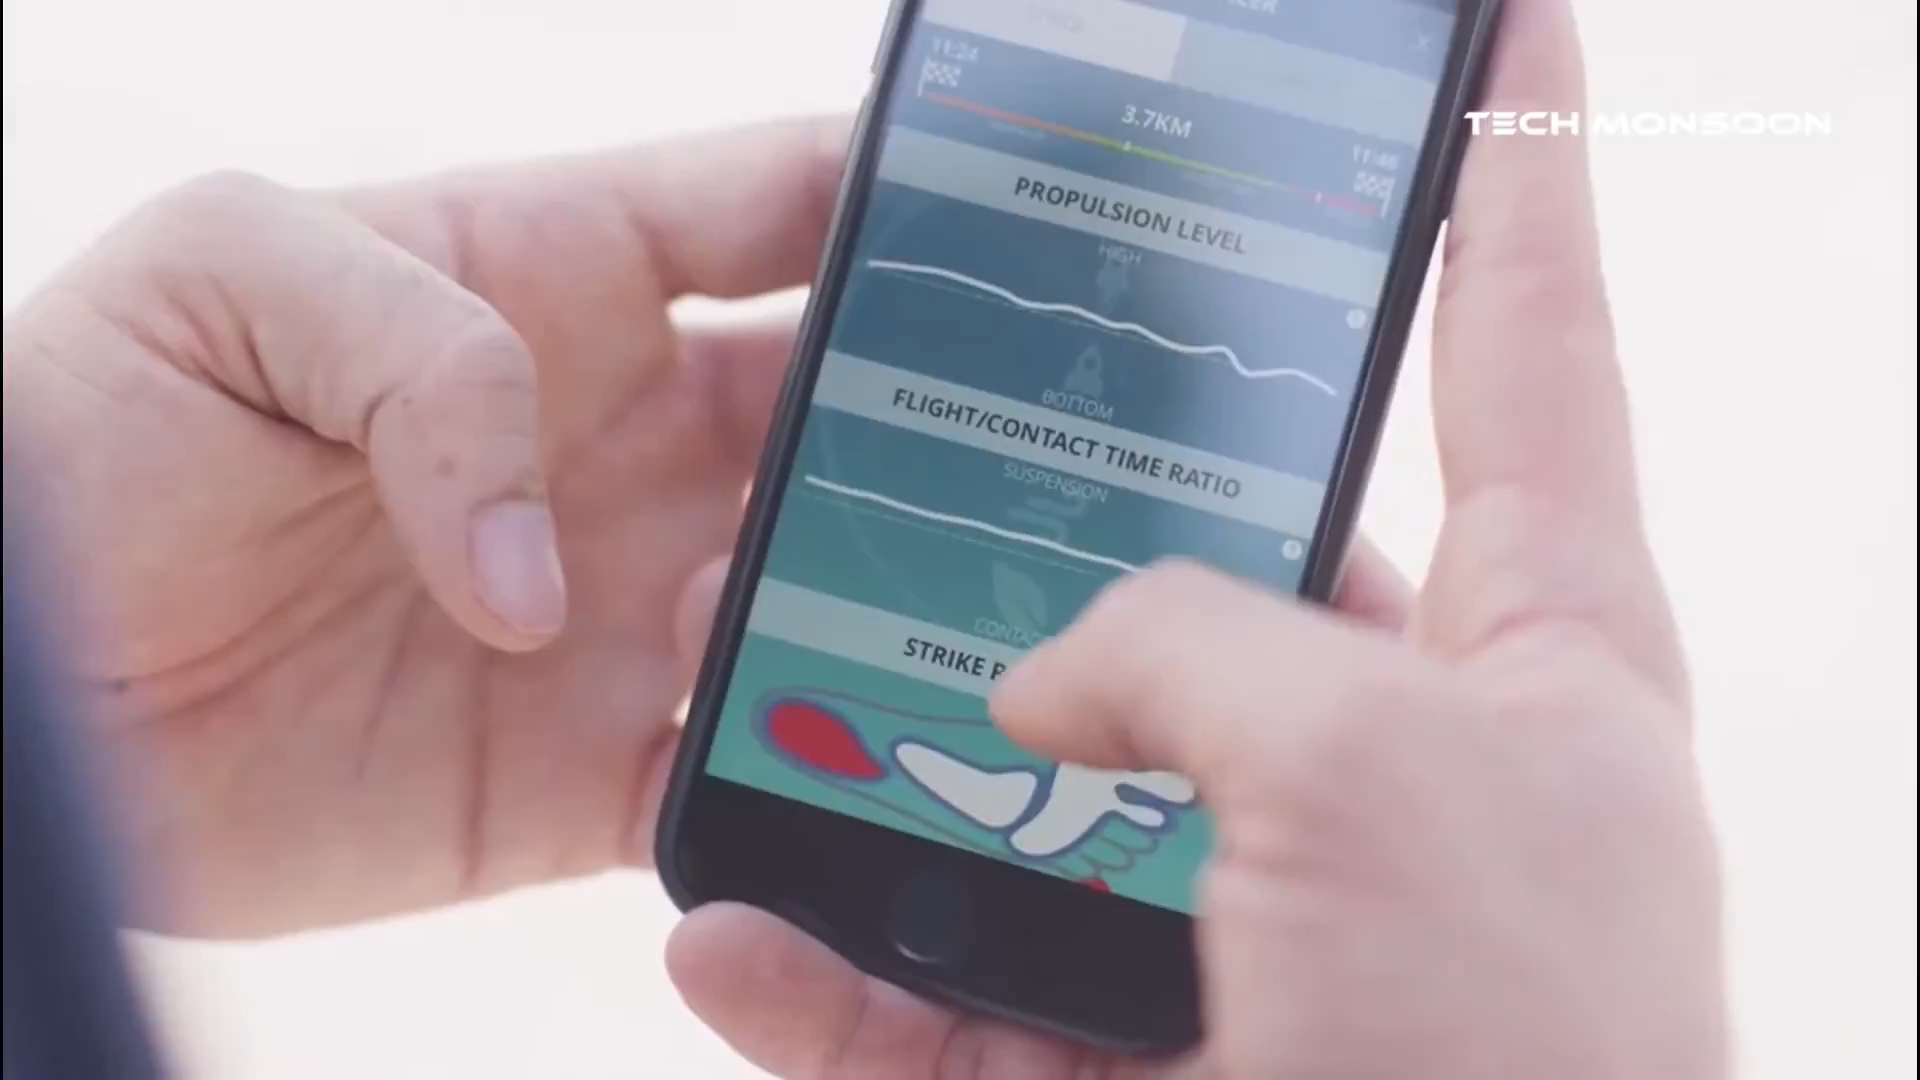 TECH MONSOON
11:24
3.7KM
11:46
PROPULSION LEVEL
HIGH
BOTTOM
FLIGHT/CONTACT TIME RATIO
SUSPENSION
STRIKE